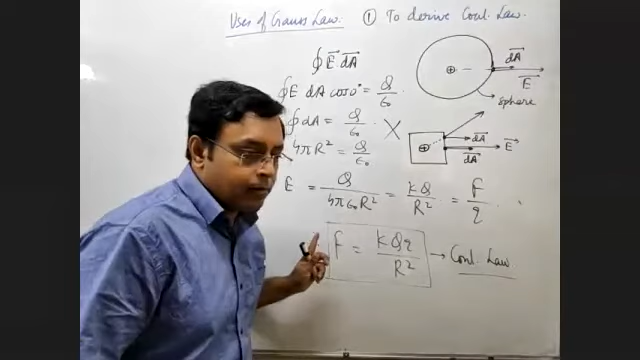 Uses of Gauss Law. ① To derive Coul. Law.
∮ E⃗ . dA⃗
∮E dA cos0° = Q/ε₀ .
∮dA = Q/ε₀
4πR² = Q/ε₀
E = Q/4πε₀R² = kQ/R² = F/q
F = kQq/R² → Coul. Law
⊕ dA⃗
E⃗
sphere
X
⊕ dA⃗
E⃗
dA⃗